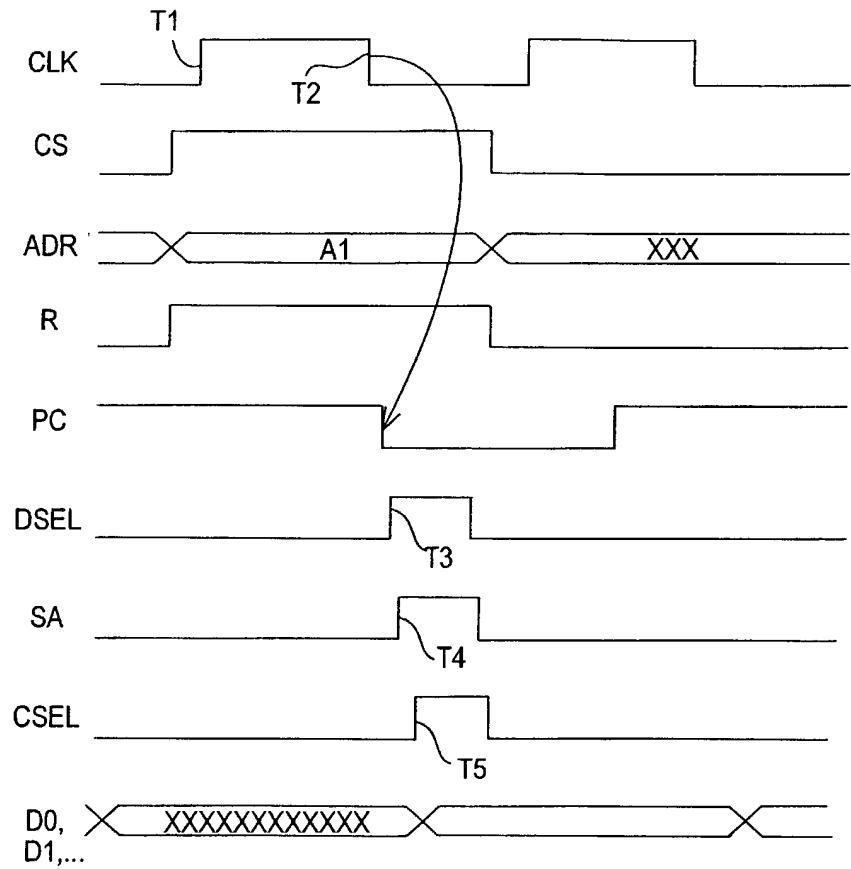 T1
CLK
T2
CS
ADR
A1
XXX
R
PC
DSEL
T3
SA
T4
CSEL
T5
D0,
XXXXXXXXXXXX
D1,...